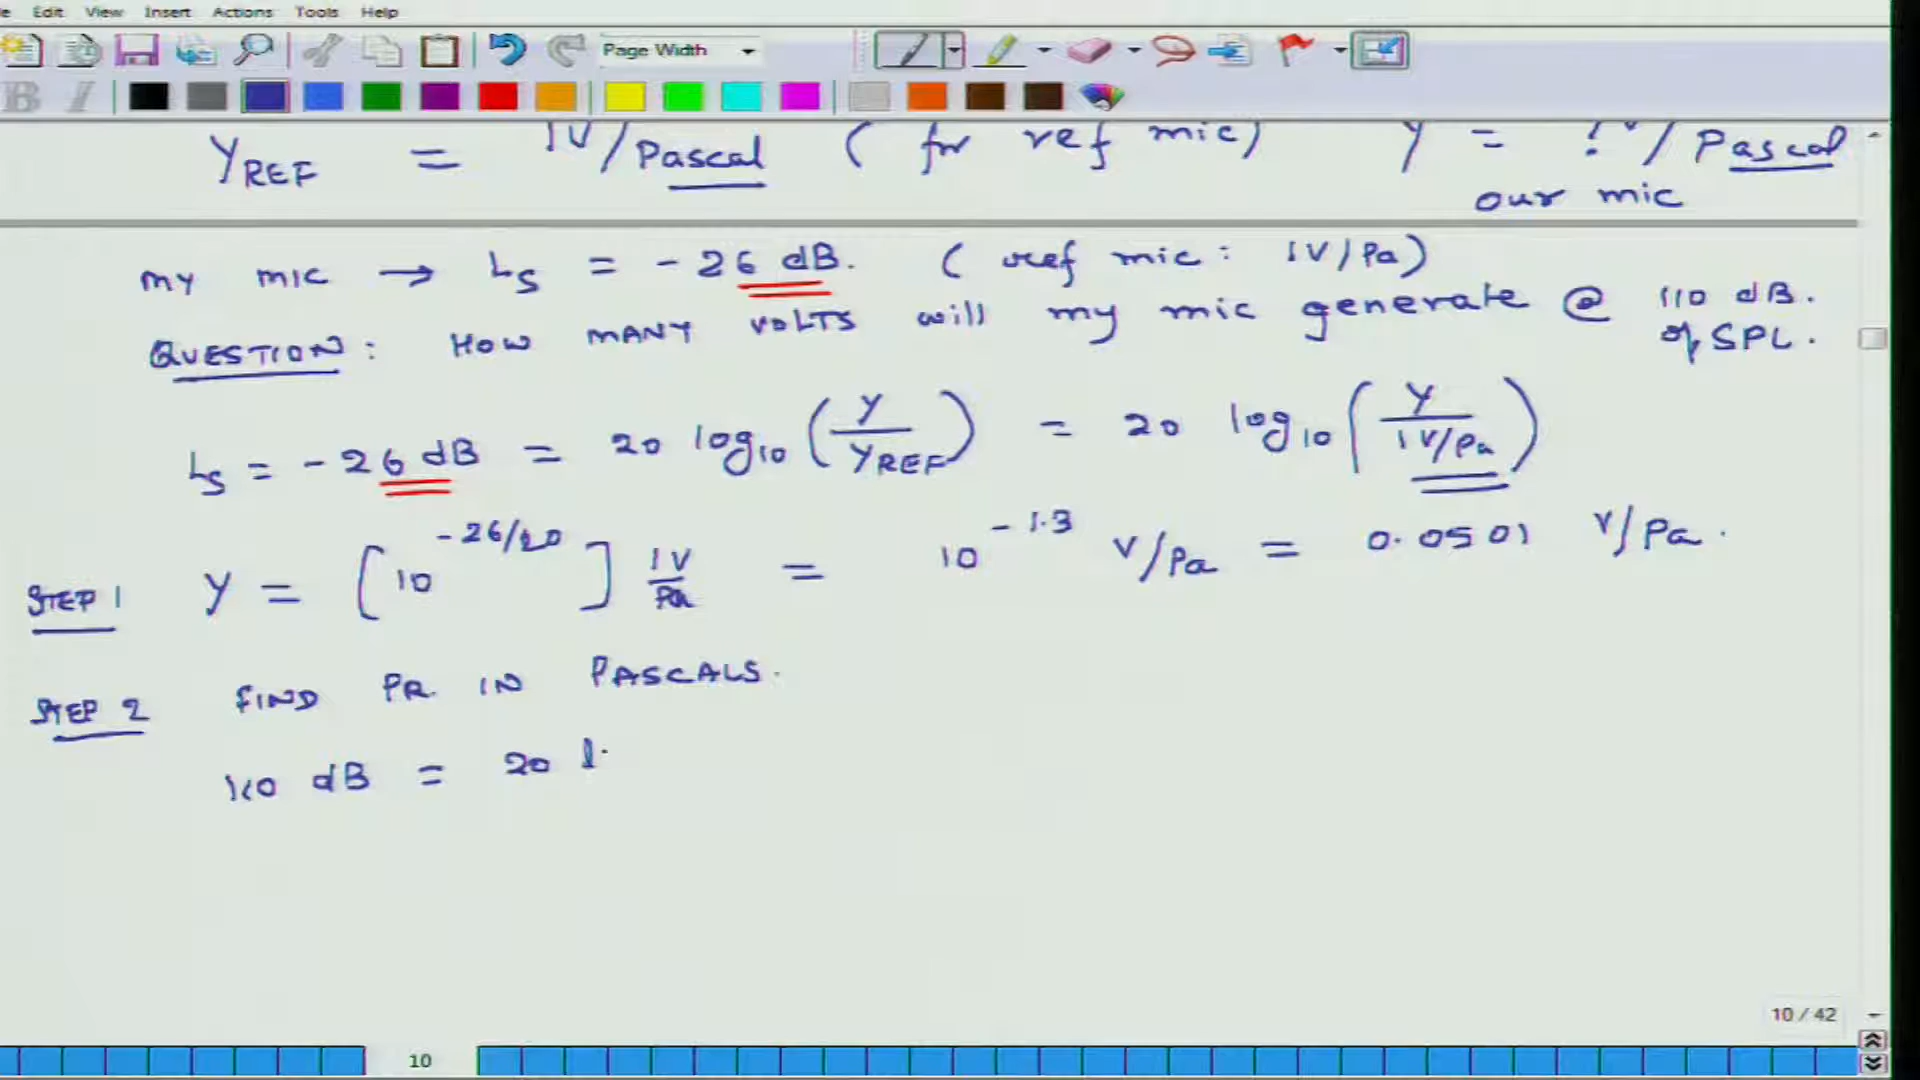 Edit View Insert Actions Tools Help
Page Width
B I
Y_REF = 1V/Pascal (for ref mic) Y = ? V/Pascal
our mic
MY MIC → L_S = -26 dB. (ref mic: 1V/Pa)
QUESTION: HOW MANY VOLTS will my mic generate @ 110 dB.
of SPL.
L_S = -26 dB = 20 log₁₀ (Y/Y_REF) = 20 log₁₀ (Y/1V/Pa)
STEP 1 Y = [10^-26/20] 1V/Pa = 10^-1.3 V/Pa = 0.0501 V/Pa.
STEP 2 FIND PR. IN PASCALS.
110 dB = 20 l
10 / 42
10